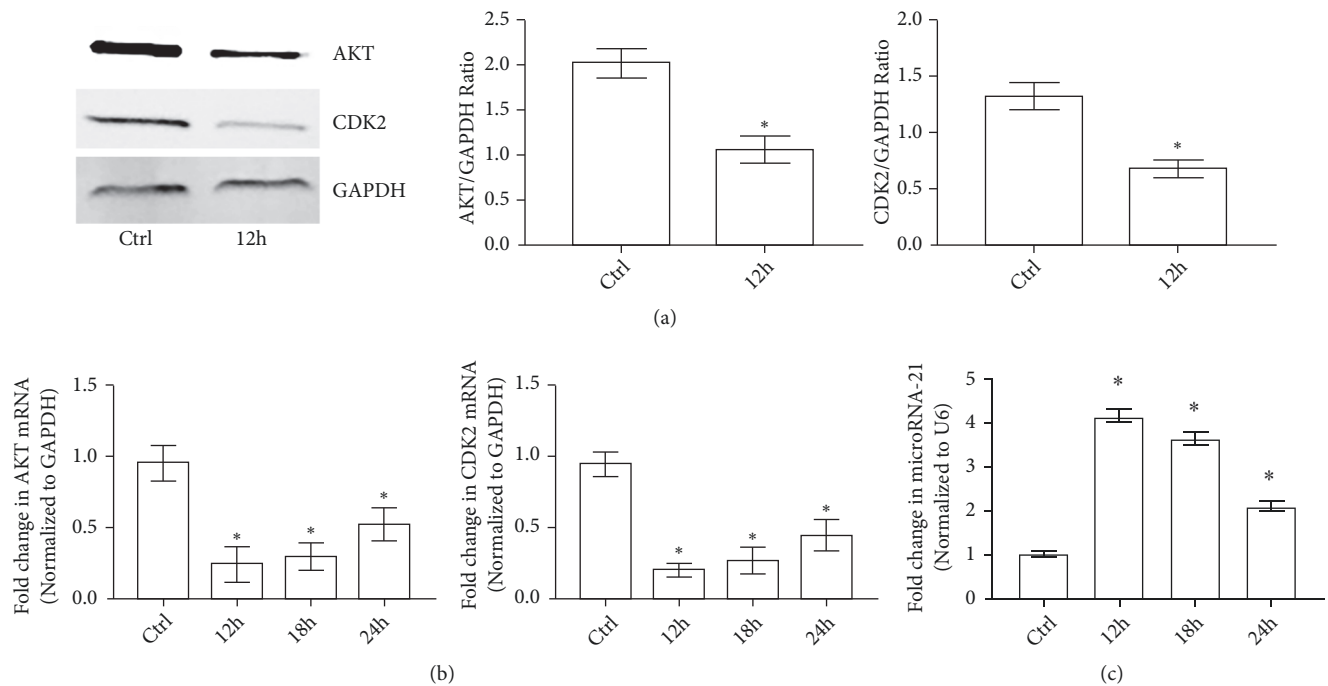 AKT
CDK2
GAPDH
Ctrl 12h
AKT/GAPDH Ratio
2.5
2.0
1.5
1.0
0.5
0.0
*
Ctrl 12h
CDK2/GAPDH Ratio
2.0
1.5
1.0
0.5
0.0
*
Ctrl 12h
(a)
Fold change in AKT mRNA
(Normalized to GAPDH)
1.5
1.0
0.5
0.0
* * *
Ctrl 12h 18h 24h
Fold change in CDK2 mRNA
(Normalized to GAPDH)
1.5
1.0
0.5
0.0
* * *
Ctrl 12h 18h 24h
(b)
Fold change in microRNA-21
(Normalized to U6)
5
4
3
2
1
0
* * *
Ctrl 12h 18h 24h
(c)